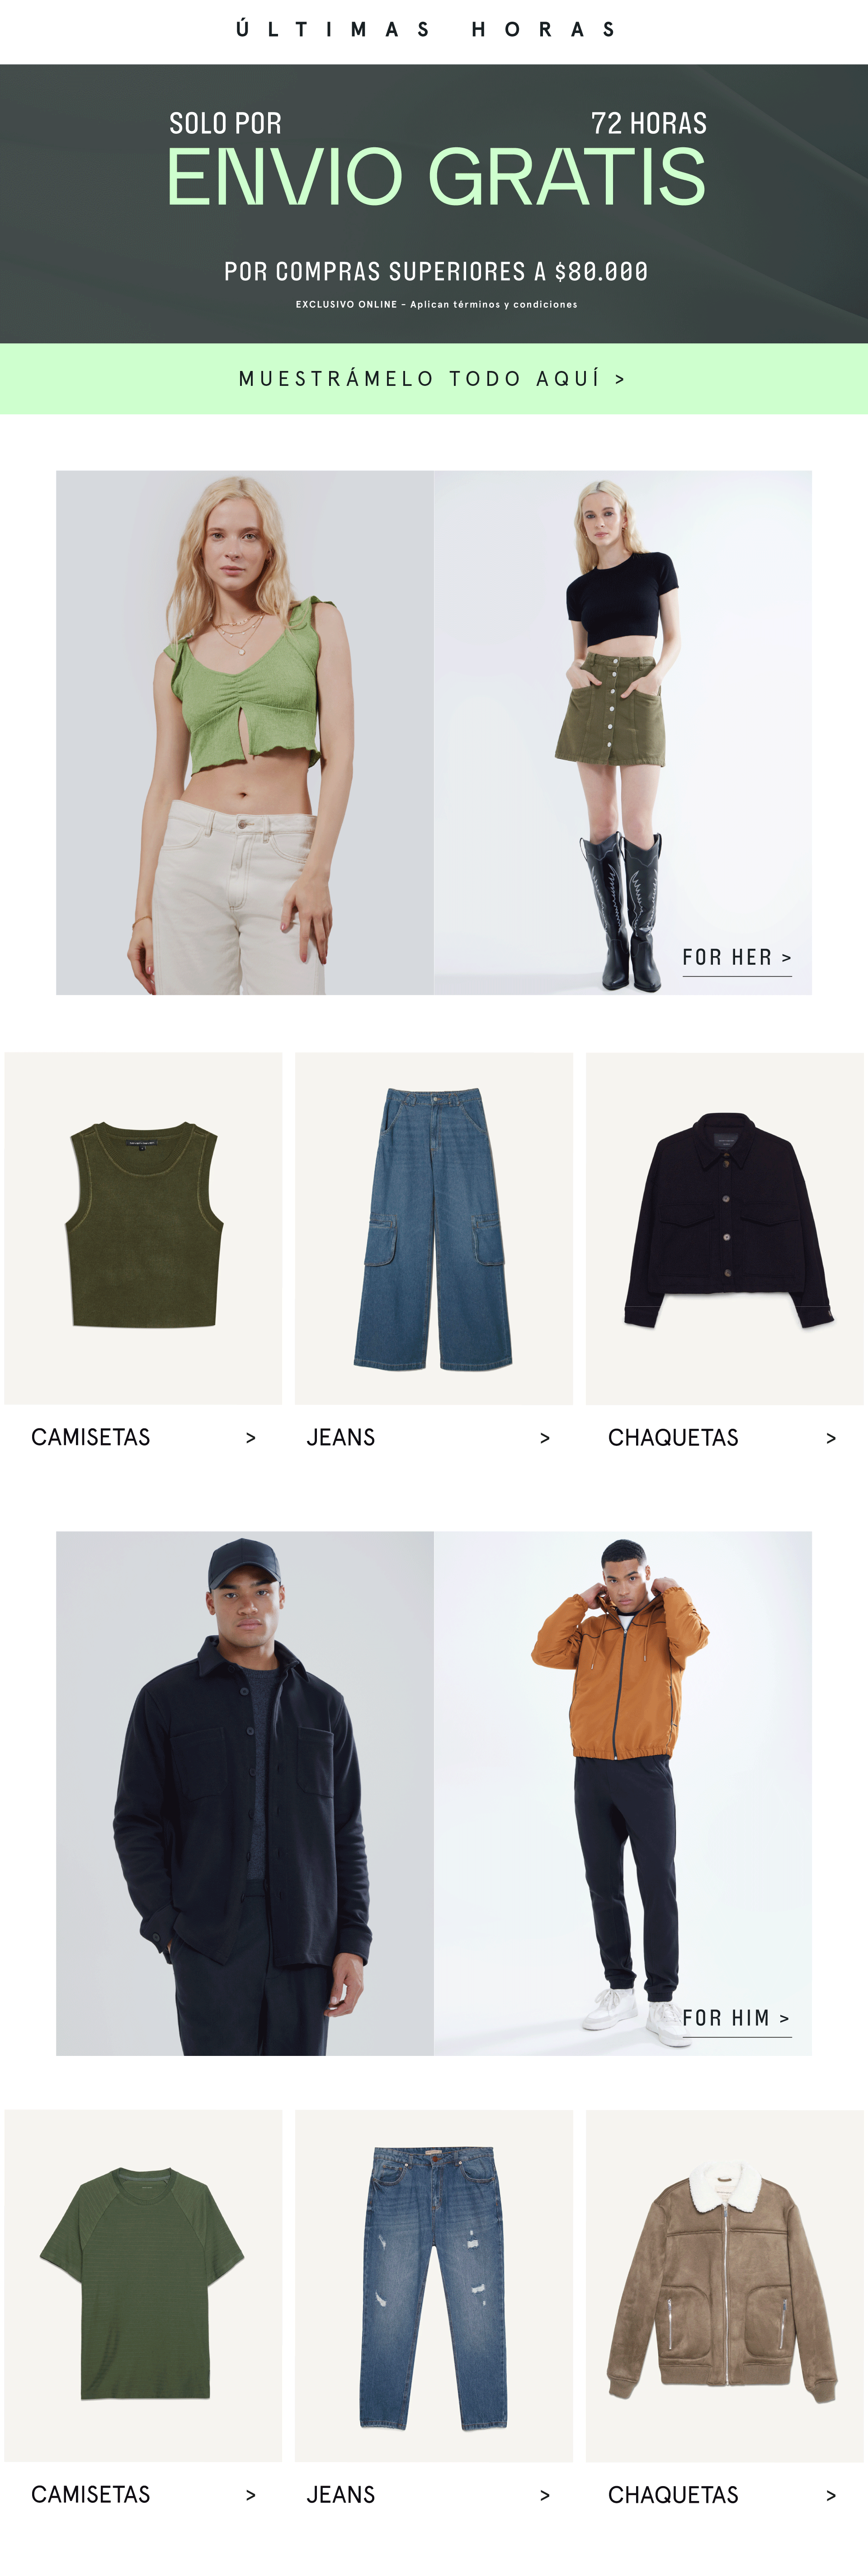 ÚLTIMAS HORAS
SOLO POR 72 HORAS
ENVIO GRATIS
POR COMPRAS SUPERIORES A $80.000
EXCLUSIVO ONLINE - Aplican términos y condiciones
MUESTRÁMELO TODO AQUÍ >
FOR HER >
CAMISETAS >
JEANS >
CHAQUETAS >
FOR HIM >
CAMISETAS >
JEANS >
CHAQUETAS >